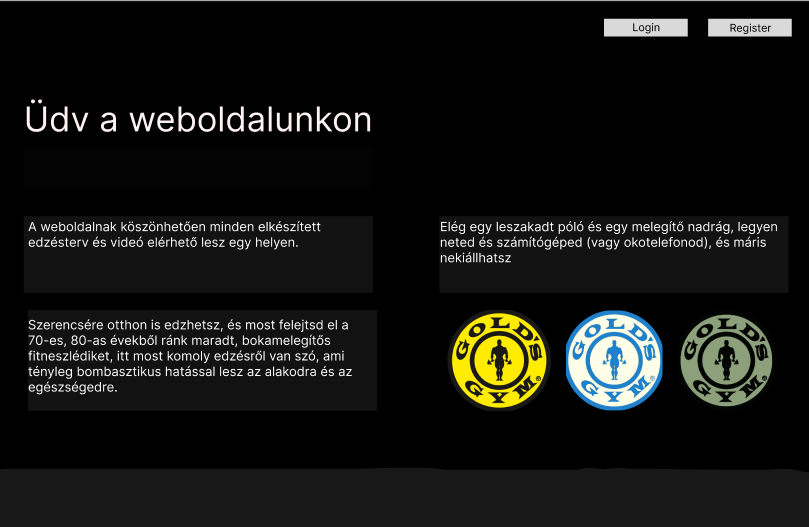 Login
Register
Üdv a weboldalunkon
A weboldalnak köszönhetően minden elkészített
edzésterv és videó elérhető lesz egy helyen.
Elég egy leszakadt póló és egy melegítő nadrág, legyen
neted és számítógéped (vagy okotelefonod), és máris
nekiállhatsz
Szerencsére otthon is edzhetsz, és most felejtsd el a
70-es, 80-as évekből ránk maradt, bokamelegítős
fitneszlédiket, itt most komoly edzésről van szó, ami
tényleg bombasztikus hatással lesz az alakodra és az
egészségedre.
GOLD'S
GYM®
GOLD'S
GYM®
GOLD'S
GYM®